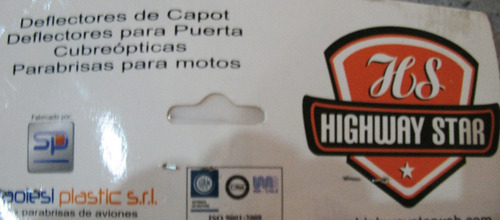 Deflectores de Capot
Deflectores para Puerta
Cubreópticas
Parabrisas para motos
HS
HIGHWAY STAR
Fabricado por:
sp
plastic s.r.l.
parabrisas de aviones